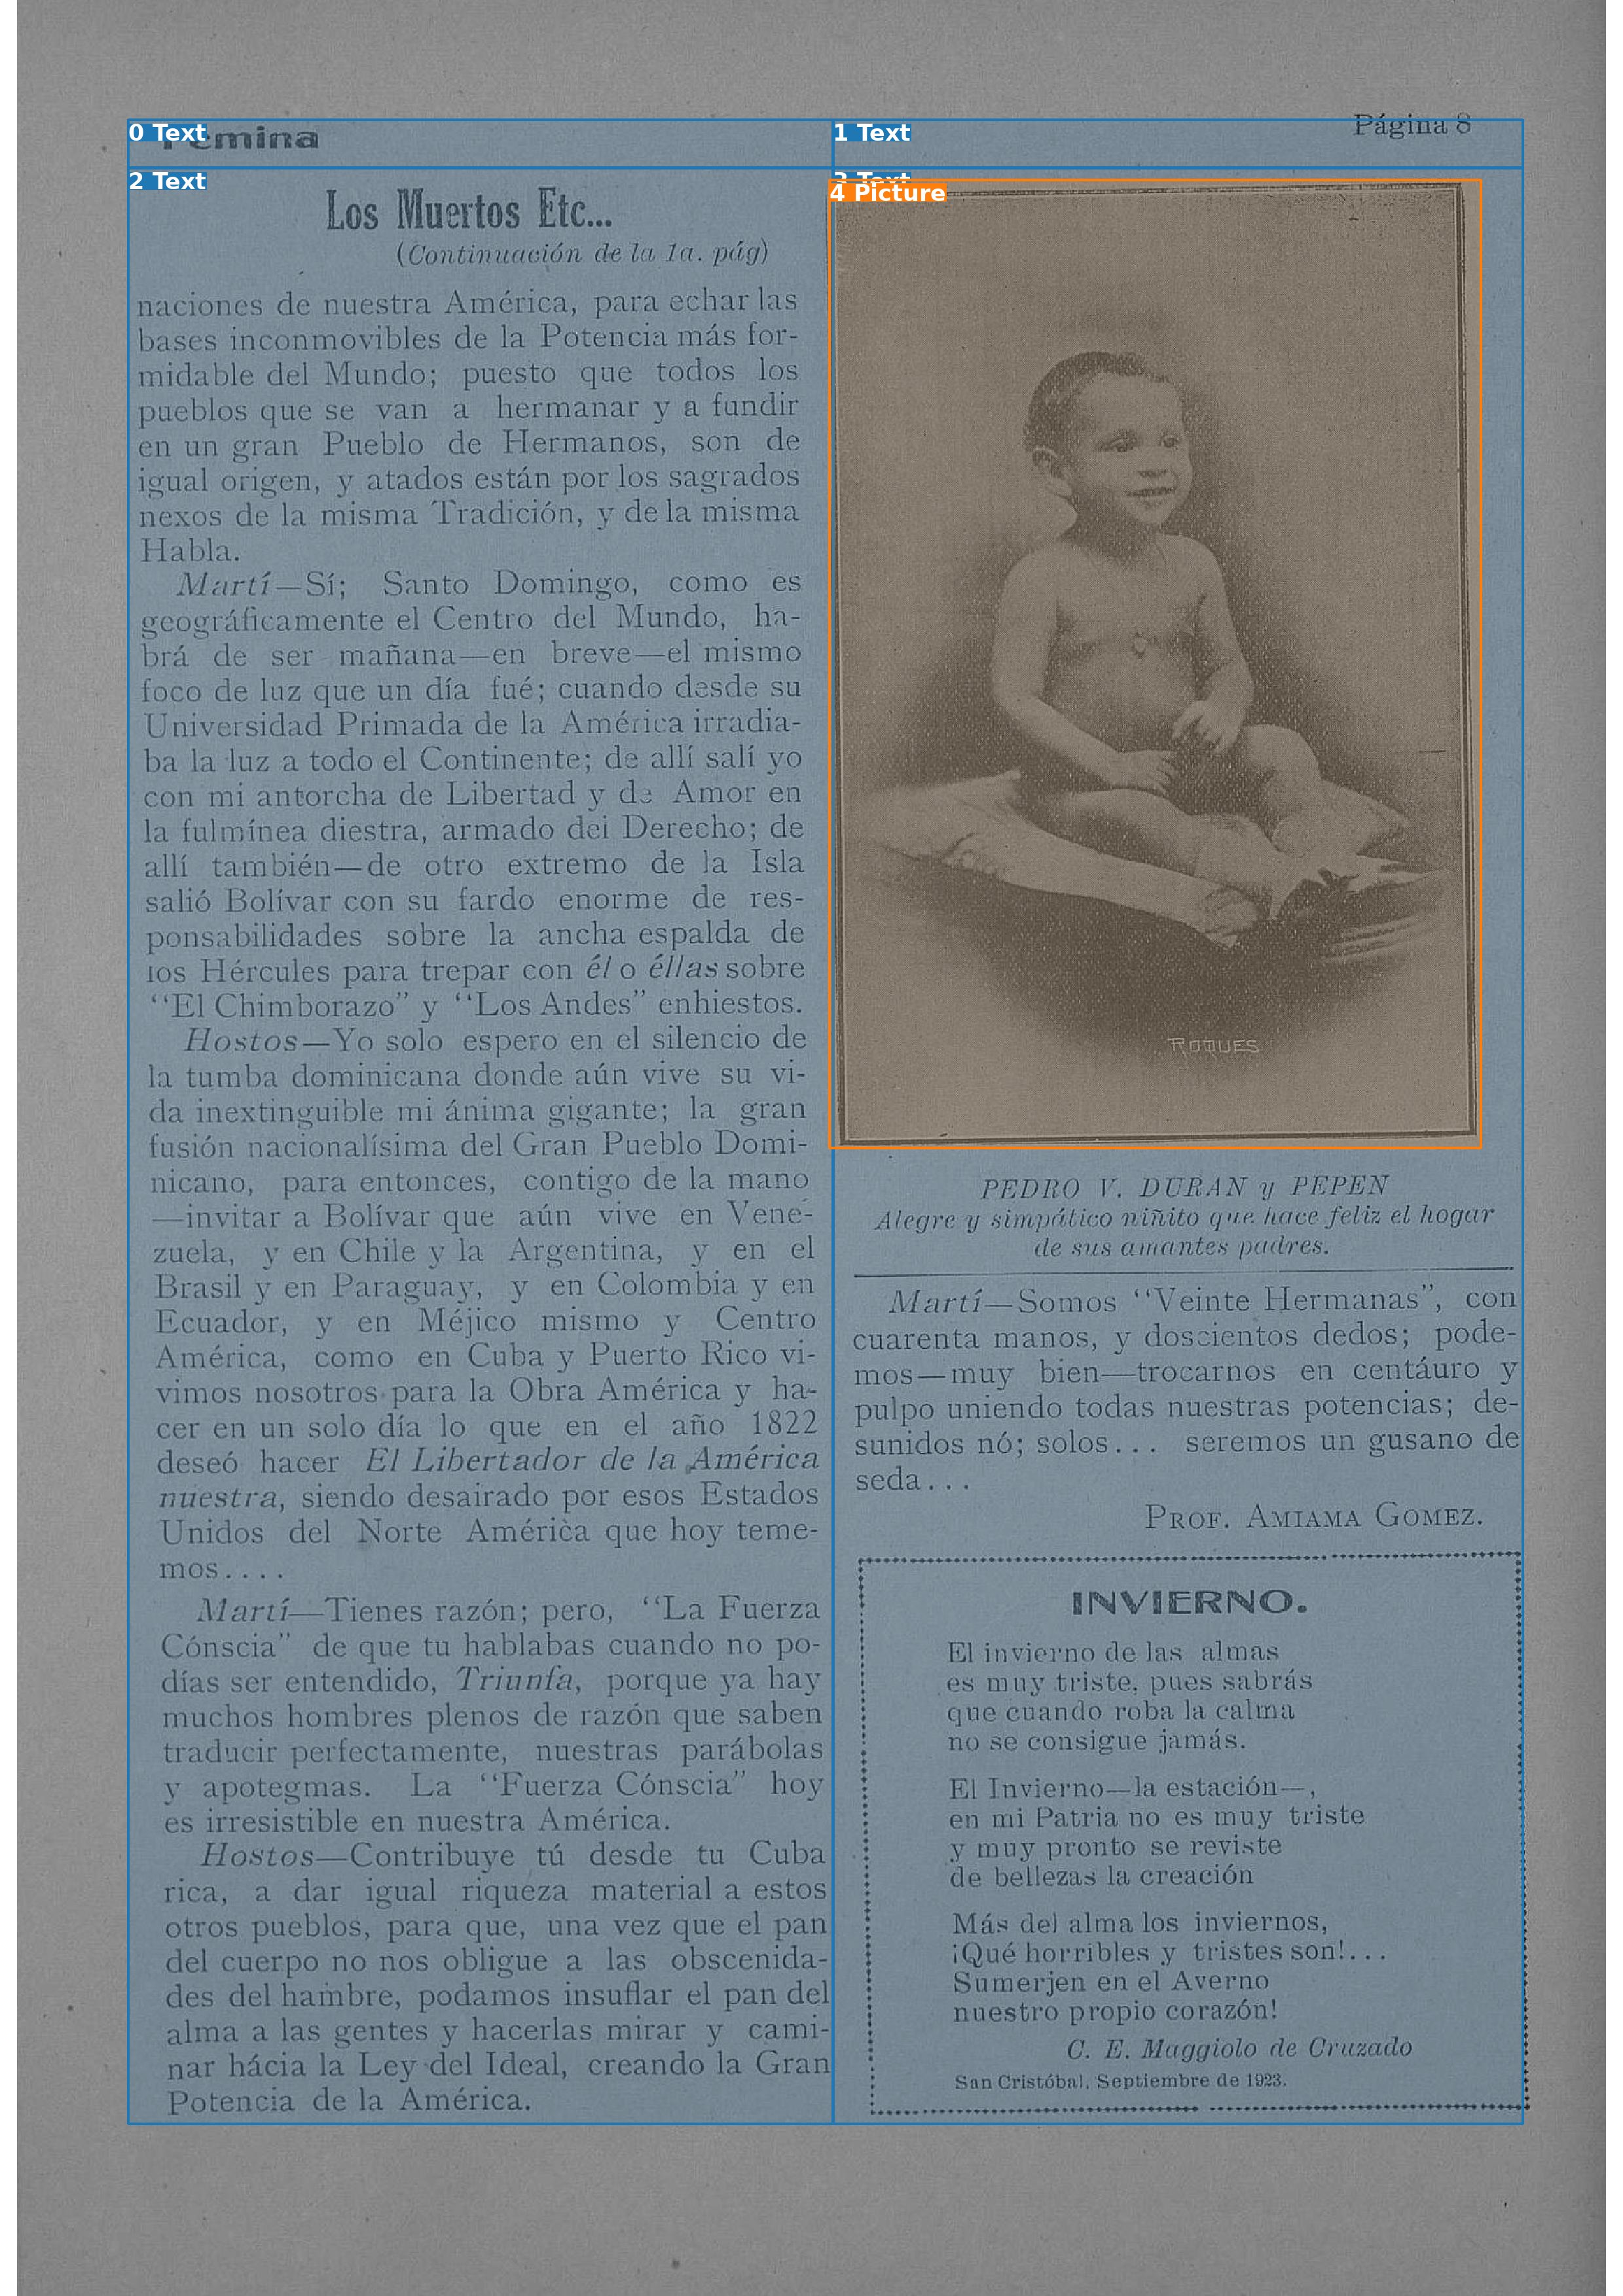 Femina
Página 8
Los Muertos Etc...
(Continuación de la 1a. pág)
naciones de nuestra América, para echar las
bases inconmovibles de la Potencia más for-
midable del Mundo; puesto que todos los
pueblos que se van a hermanar y a fundir
en un gran Pueblo de Hermanos, son de
igual origen, y atados están por los sagrados
nexos de la misma Tradición, y de la misma
Habla.
Martí—Sí; Santo Domingo, como es
geográficamente el Centro del Mundo, ha-
brá de ser mañana—en breve—el mismo
foco de luz que un día fué; cuando desde su
Universidad Primada de la América irradia-
ba la luz a todo el Continente; de allí salí yo
con mi antorcha de Libertad y de Amor en
la fulmínea diestra, armado del Derecho; de
allí también—de otro extremo de la Isla
salió Bolívar con su fardo enorme de res-
ponsabilidades sobre la ancha espalda de
los Hércules para trepar con él o éllas sobre
"El Chimborazo" y "Los Andes" enhiestos.
Hostos—Yo solo espero en el silencio de
la tumba dominicana donde aún vive su vi-
da inextinguible mi ánima gigante; la gran
fusión nacionalísima del Gran Pueblo Domi-
nicano, para entonces, contigo de la mano
—invitar a Bolívar que aún vive en Vene-
zuela, y en Chile y la Argentina, y en el
Brasil y en Paraguay, y en Colombia y en
Ecuador, y en Méjico mismo y Centro
América, como en Cuba y Puerto Rico vi-
vimos nosotros para la Obra América y ha-
cer en un solo día lo que en el año 1822
deseó hacer El Libertador de la América
nuestra, siendo desairado por esos Estados
Unidos del Norte América que hoy teme-
mos....
Martí—Tienes razón; pero, "La Fuerza
Cónscia" de que tu hablabas cuando no po-
días ser entendido, Triunfa, porque ya hay
muchos hombres plenos de razón que saben
traducir perfectamente, nuestras parábolas
y apotegmas. La "Fuerza Cónscia" hoy
es irresistible en nuestra América.
Hostos—Contribuye tú desde tu Cuba
rica, a dar igual riqueza material a estos
otros pueblos, para que, una vez que el pan
del cuerpo no nos obligue a las obscenida-
des del hambre, podamos insuflar el pan del
alma a las gentes y hacerlas mirar y cami-
nar hácia la Ley del Ideal, creando la Gran
Potencia de la América.
ROQUES
PEDRO V. DURAN y PEPEN
Alegre y simpático niñito que hace feliz el hogar
de sus amantes padres.
Martí—Somos "Veinte Hermanas", con
cuarenta manos, y doscientos dedos; pode-
mos—muy bien—trocarnos en centáuro y
pulpo uniendo todas nuestras potencias; de-
sunidos nó; solos... seremos un gusano de
seda...
PROF. AMIAMA GOMEZ.
INVIERNO.
El invierno de las almas
es muy triste, pues sabrás
que cuando roba la calma
no se consigue jamás.
El Invierno—la estación—,
en mi Patria no es muy triste
y muy pronto se reviste
de bellezas la creación
Más del alma los inviernos,
¡Qué horribles y tristes son!...
Sumerjen en el Averno
nuestro propio corazón!
C. E. Maggiolo de Cruzado
San Cristóbal, Septiembre de 1923.
0 Text
1 Text
2 Text
4 Picture